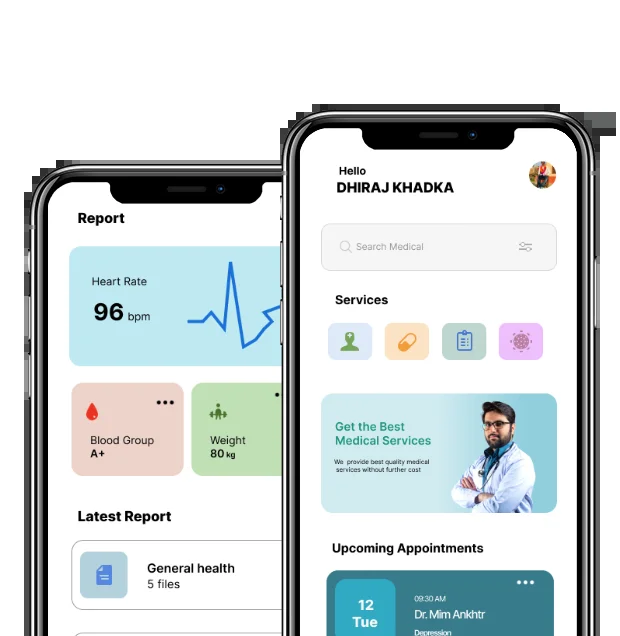 Report
Heart Rate
96 bpm
Blood Group
A+
Weight
80 kg
Latest Report
General health
5 files
Hello
DHIRAJ KHADKA
Search Medical
Services
Get the Best
Medical Services
We provide best quality medical
services without further cost
Upcoming Appointments
12
Tue
09:30 AM
Dr. Mim Ankhtr
Depression